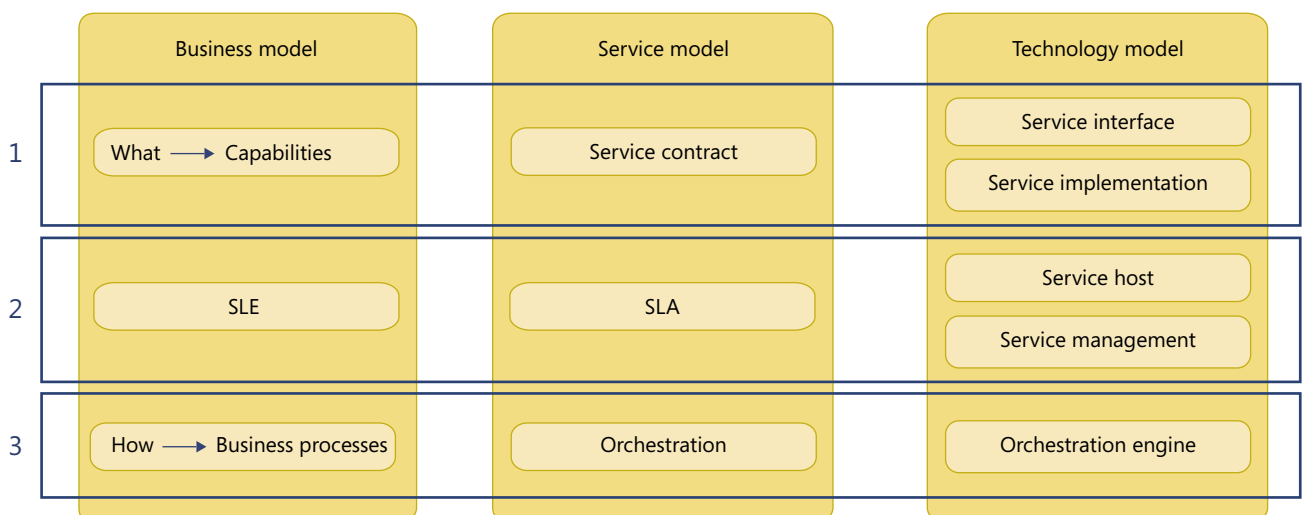 Business model
Service model
Technology model
1
What → Capabilities
Service contract
Service interface
Service implementation
2
SLE
SLA
Service host
Service management
3
How → Business processes
Orchestration
Orchestration engine